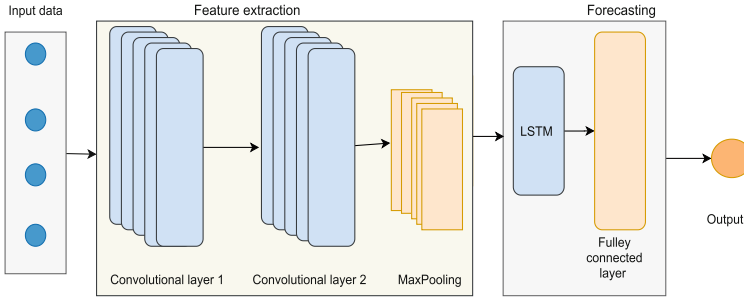 Input data
Feature extraction
Forecasting
LSTM
Output
Fulley
connected
layer
Convolutional layer 1
Convolutional layer 2
MaxPooling